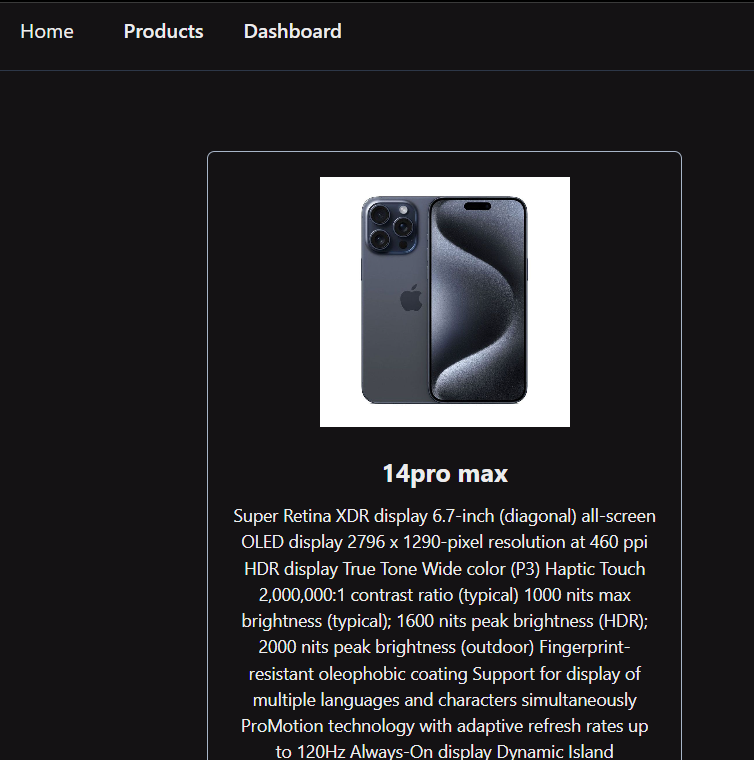 Home Products Dashboard
14pro max
Super Retina XDR display 6.7-inch (diagonal) all-screen
OLED display 2796 x 1290-pixel resolution at 460 ppi
HDR display True Tone Wide color (P3) Haptic Touch
2,000,000:1 contrast ratio (typical) 1000 nits max
brightness (typical); 1600 nits peak brightness (HDR);
2000 nits peak brightness (outdoor) Fingerprint-
resistant oleophobic coating Support for display of
multiple languages and characters simultaneously
ProMotion technology with adaptive refresh rates up
to 120Hz Always-On display Dynamic Island